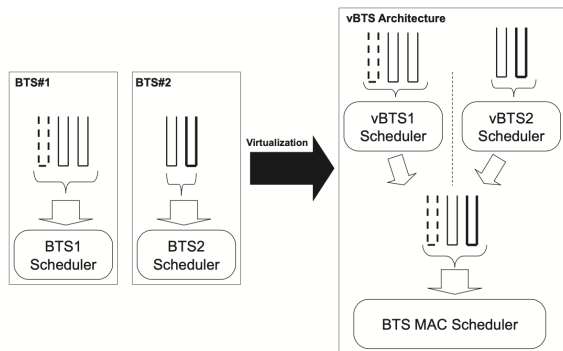 BTS#1
BTS1
Scheduler
BTS#2
BTS2
Scheduler
Virtualization
vBTS Architecture
vBTS1
Scheduler
vBTS2
Scheduler
BTS MAC Scheduler